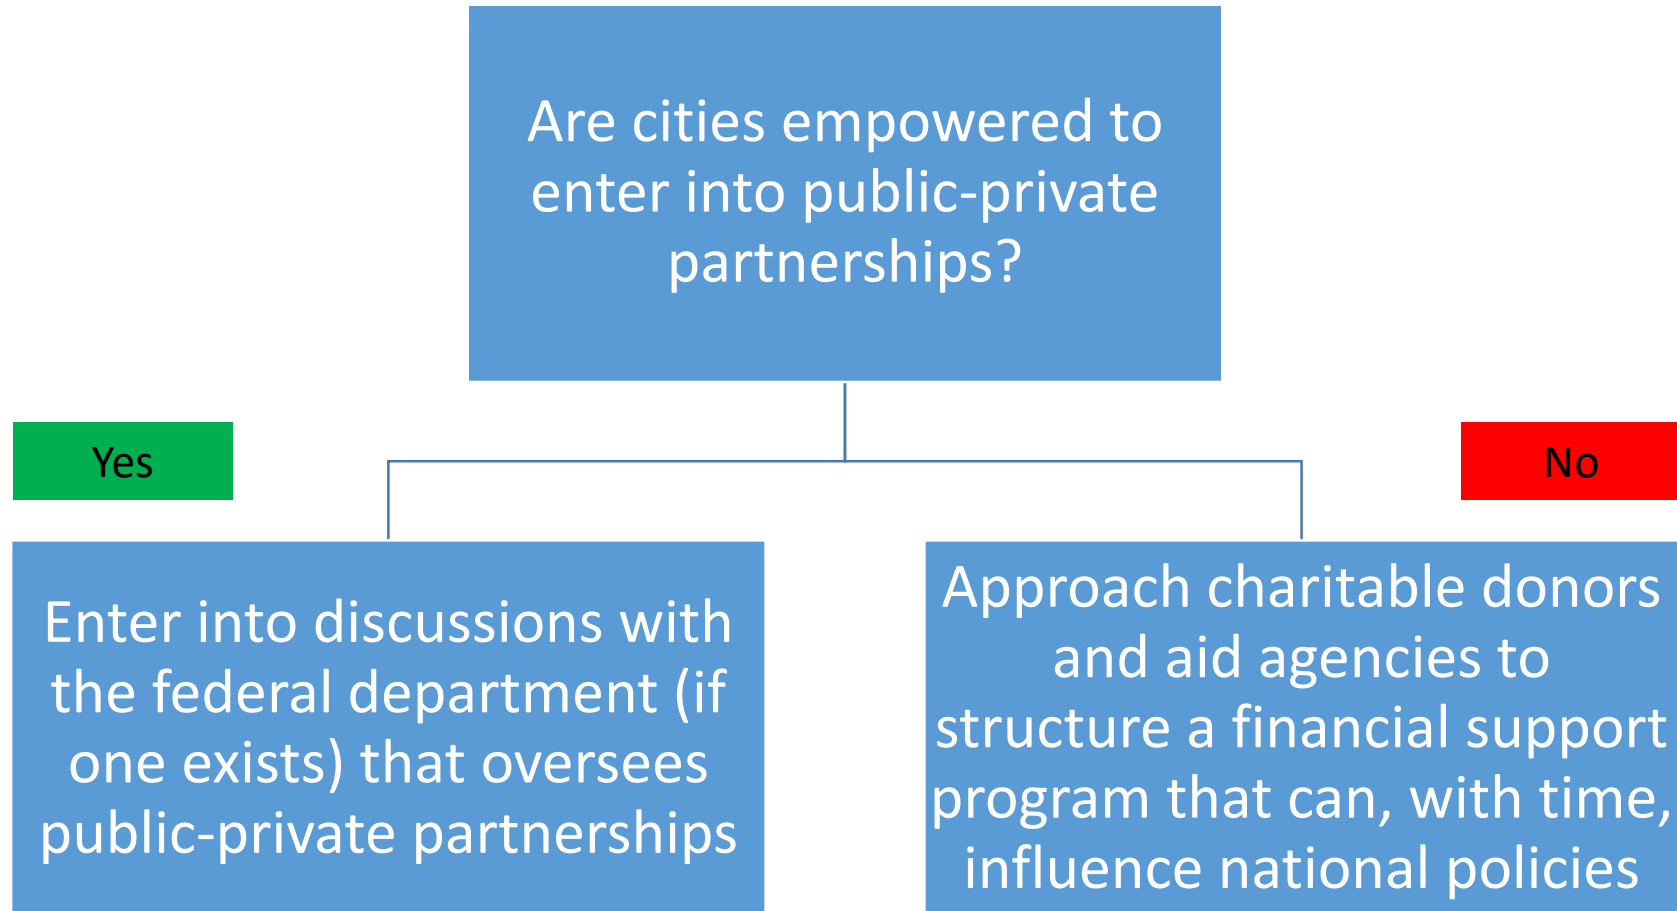 Are cities empowered to
enter into public-private
partnerships?
Yes
No
Enter into discussions with
the federal department (if
one exists) that oversees
public-private partnerships
Approach charitable donors
and aid agencies to
structure a financial support
program that can, with time,
influence national policies